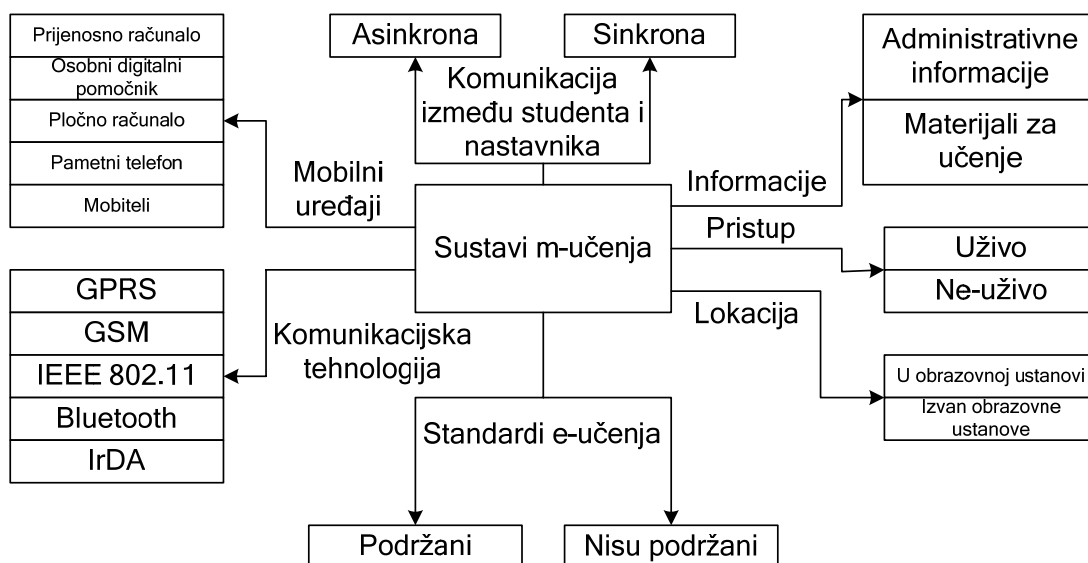 Prijenosno računalo
Osobni digitalni
pomočnik
Pločno računalo
Pametni telefon
Mobiteli
Asinkrona
Sinkrona
Komunikacija
između studenta i
nastavnika
Administrativne
informacije
Materijali za
učenje
Mobilni
uređaji
Informacije
Pristup
Sustavi m-učenja
Uživo
Ne-uživo
Lokacija
GPRS
GSM
IEEE 802.11
Bluetooth
IrDA
Komunikacijska
tehnologija
U obrazovnoj ustanovi
Izvan obrazovne
ustanove
Standardi e-učenja
Podržani
Nisu podržani